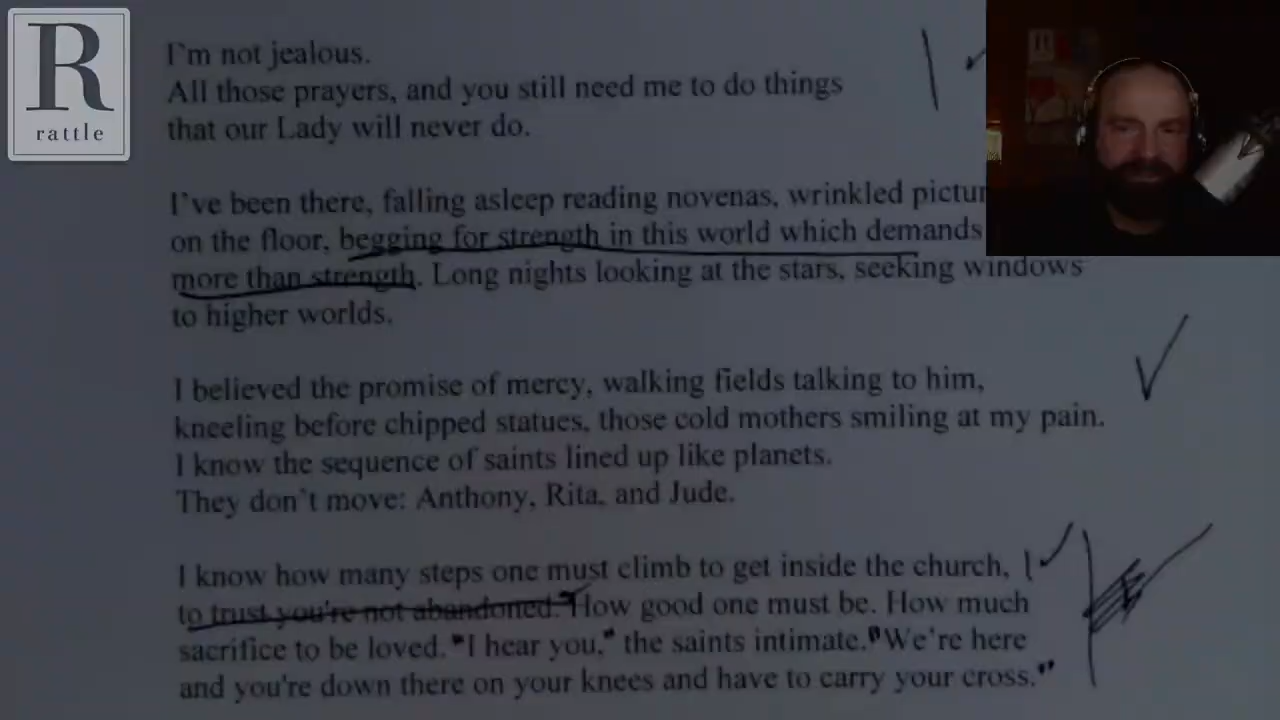 R
rattle
I'm not jealous.
All those prayers, and you still need me to do things
that our Lady will never do.
I've been there, falling asleep reading novenas, wrinkled
on the floor, begging for strength in this world which demands
more than strength. Long nights looking at the stars, seeking windows
to higher worlds.
I believed the promise of mercy, walking fields talking to him,
kneeling before chipped statues, those cold mothers smiling at my pain.
I know the sequence of saints lined up like planets.
They don't move: Anthony, Rita, and Jude.
I know how many steps one must climb to get inside the church,
to trust you're not abandoned. How good one must be. How much
sacrifice to be loved. "I hear you," the saints intimate. "We're here
and you're down there on your knees and have to carry your cross."